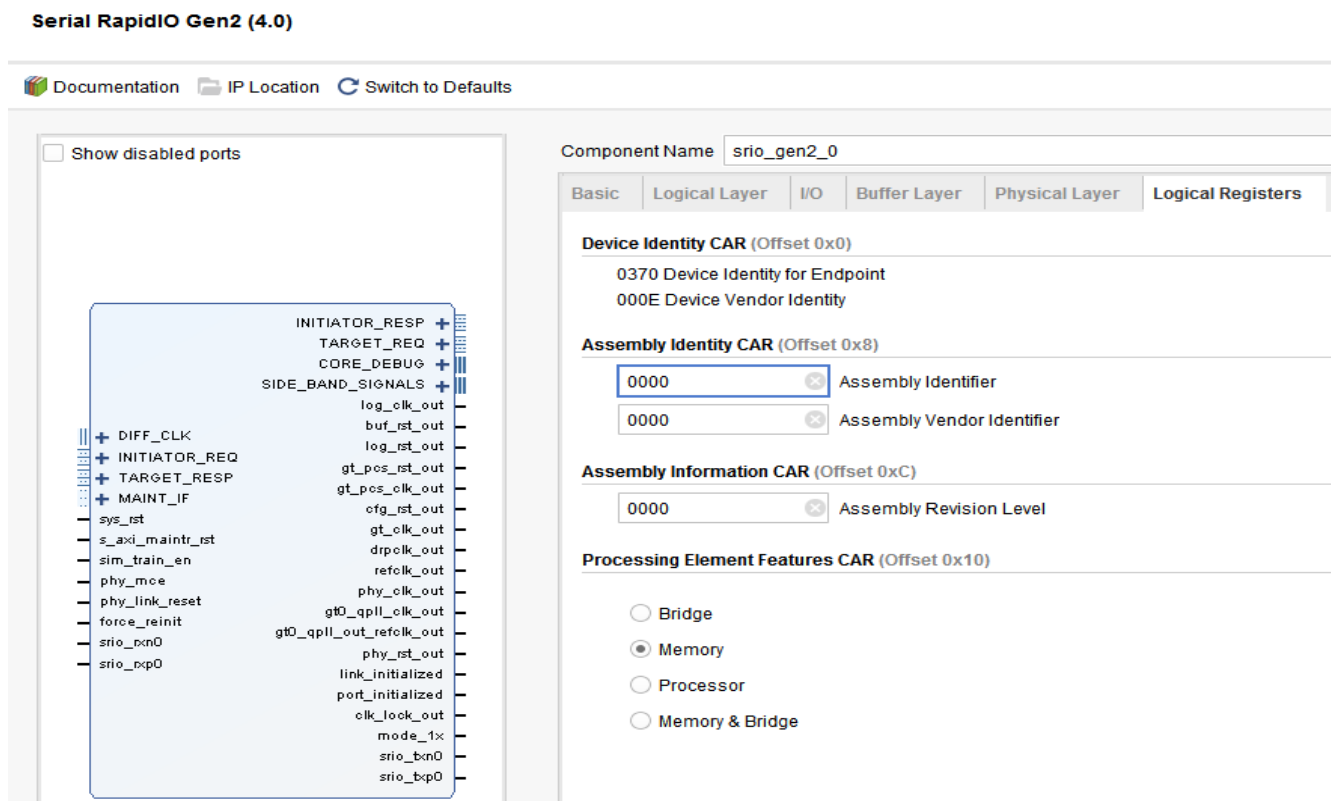 Serial RapidIO Gen2 (4.0)
Documentation IP Location Switch to Defaults
Show disabled ports
INITIATOR_RESP
TARGET_REQ
CORE_DEBUG
SIDE_BAND_SIGNALS
log_clk_out
buf_rst_out
log_rst_out
gt_pcs_rst_out
gt_pcs_clk_out
cfg_rst_out
gt_clk_out
drpclk_out
refclk_out
phy_clk_out
gt0_qpll_clk_out
gt0_qpll_out_refclk_out
phy_rst_out
link_initialized
port_initialized
clk_lock_out
mode_1x
srio_txn0
srio_txp0
DIFF_CLK
INITIATOR_REQ
TARGET_RESP
MAINT_IF
sys_rst
s_axi_maintr_rst
sim_train_en
phy_mce
phy_link_reset
force_reinit
srio_rxn0
srio_rxp0
Component Name srio_gen2_0
Basic Logical Layer I/O Buffer Layer Physical Layer Logical Registers
Device Identity CAR (Offset 0x0)
0370 Device Identity for Endpoint
000E Device Vendor Identity
Assembly Identity CAR (Offset 0x8)
0000 Assembly Identifier
0000 Assembly Vendor Identifier
Assembly Information CAR (Offset 0xC)
0000 Assembly Revision Level
Processing Element Features CAR (Offset 0x10)
Bridge
Memory
Processor
Memory & Bridge